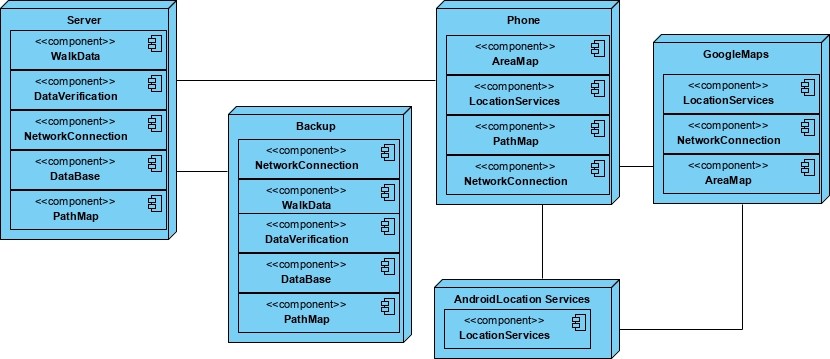 Server
<<component>>
WalkData
<<component>>
DataVerification
<<component>>
NetworkConnection
<<component>>
DataBase
<<component>>
PathMap
Backup
<<component>>
NetworkConnection
<<component>>
WalkData
<<component>>
DataVerification
<<component>>
DataBase
<<component>>
PathMap
Phone
<<component>>
AreaMap
<<component>>
LocationServices
<<component>>
PathMap
<<component>>
NetworkConnection
GoogleMaps
<<component>>
LocationServices
<<component>>
NetworkConnection
<<component>>
AreaMap
AndroidLocation Services
<<component>>
LocationServices